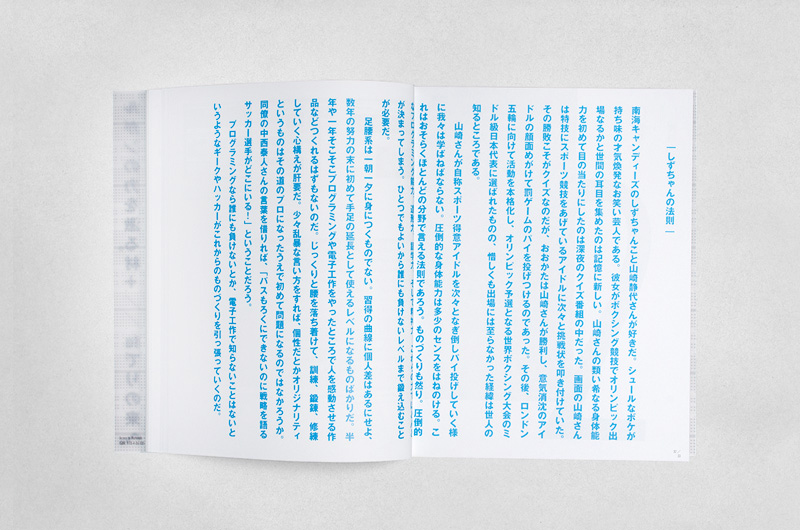 —しずちゃんの法則—
南海キャンディーズのしずちゃんこと山崎静代さんが好きだ。シュールなボケが
持ち味の才気煥発なお笑い芸人である。彼女がボクシング競技でオリンピック出
場なるかと世間の耳目を集めたのは記憶に新しい。山崎さんの類い希なる身体能
力を初めて目の当たりにしたのは深夜のクイズ番組の中だった。画面の山崎さん
は特技にスポーツ競技をあげているアイドルに次々と挑戦状を叩き付けていた。
その勝敗こそがクイズなのだが、おおかたは山崎さんが勝利し、意気消沈のアイ
ドルの顔面めがけて罰ゲームのパイを投げつけるのであった。その後、ロンドン
五輪に向けて活動を本格化し、オリンピック予選となる世界ボクシング大会のミ
ドル級日本代表に選ばれたものの、惜しくも出場には至らなかった経緯は世人の
知るところである。
山崎さんが自称スポーツ得意アイドルを次々となぎ倒しパイ投げしていく様
に我々は学ばねばならない。圧倒的な身体能力は多少のセンスをはねのける。こ
れはおそらくほとんどの分野で言える法則であろう。ものづくりも然り。圧倒的
が決まってしまう。ひとつでもよいから誰にも負けないレベルまで鍛え込むこと
が必要だ。
足腰系は一朝一夕に身につくものでない。習得の曲線に個人差はあるにせよ、
数年の努力の末に初めて手足の延長として使えるレベルになるものばかりだ。半
年や一年そこそこプログラミングや電子工作をやったところで人を感動させる作
品などつくれるはずもないのだ。じっくりと腰を落ち着けて、訓練、鍛錬、修練
していく心構えが肝要だ。少々乱暴な言い方をすれば、個性だとかオリジナリティ
というものはその道のプロになったうえで初めて問題になるのではなかろうか。
同僚の中西泰人さんの言葉を借りれば、「パスもろくにできないのに戦略を語る
サッカー選手がどこにいる！」ということだろう。
プログラミングなら誰にも負けないとか、電子工作で知らないことはないと
いうようなギークやハッカーがこれからのものづくりを引っ張っていくのだ。